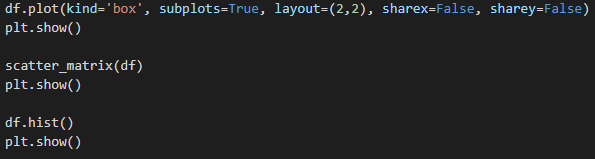 df.plot(kind='box', subplots=True, layout=(2,2), sharex=False, sharey=False)
plt.show()
scatter_matrix(df)
plt.show()
df.hist()
plt.show()